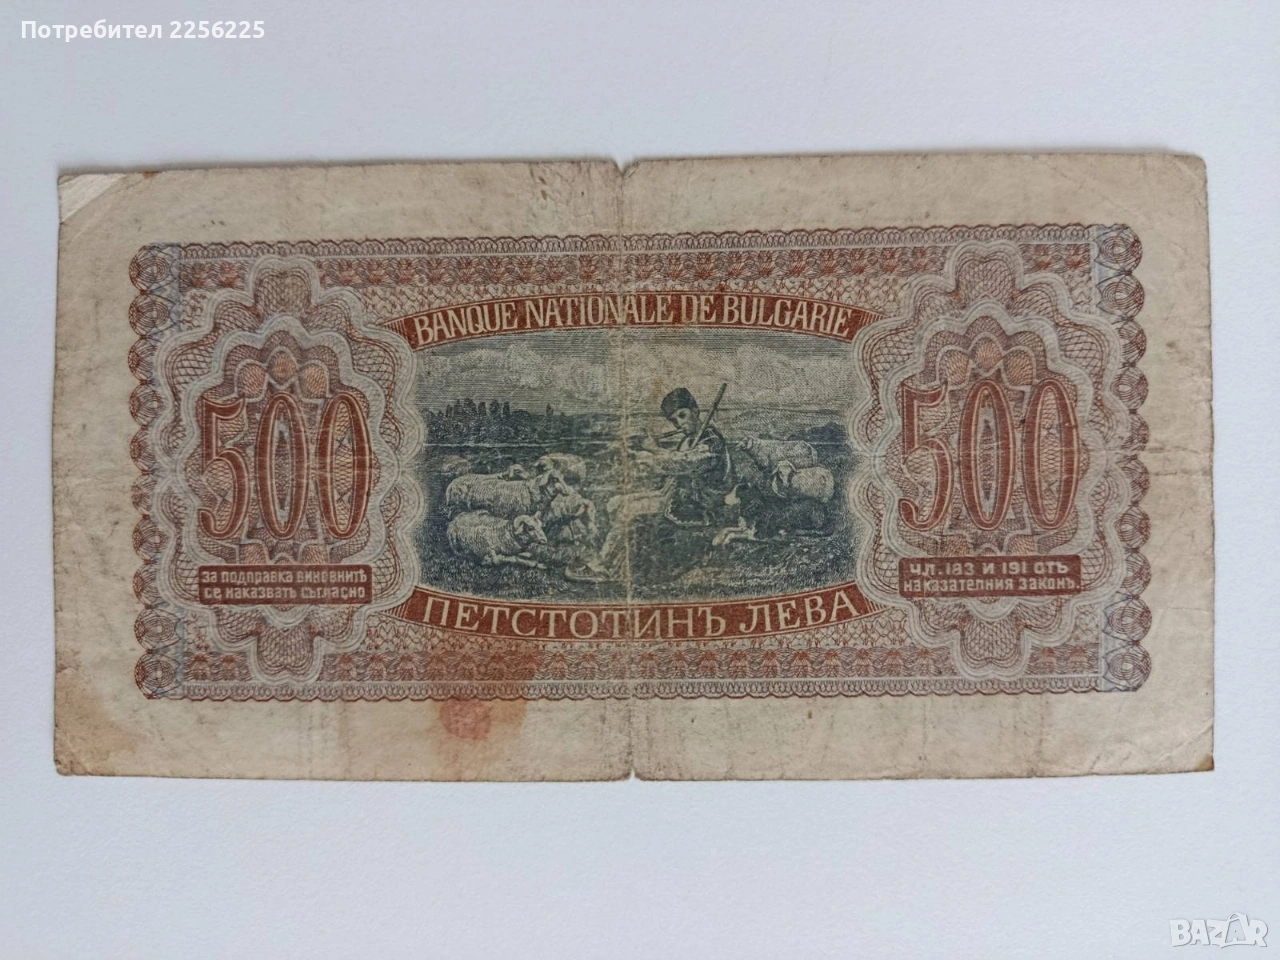 Потребител 2256225
BANQUE NATIONALE DE BULGARIE
500
500
ЗА ПОДПРАВКА ВИНОВНИТѢ
СЕ НАКАЗВАТЪ СЪГЛАСНО
ЧЛ. 183 И 191 ОТЪ
НАКАЗАТЕЛНИЯ ЗАКОНЪ.
ПЕТСТОТИНЪ ЛЕВА
BAZAR